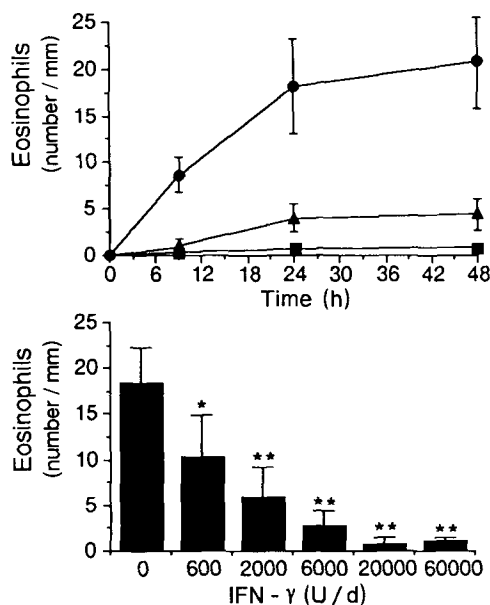 Eosinophils
(number / mm)
25
20
15
10
5
0
0 6 12 18 24 30 36 42 48
Time (h)
Eosinophils
(number / mm)
25
20
15
10
5
0
*
**
**
**
**
0 600 2000 6000 20000 60000
IFN - γ (U / d)